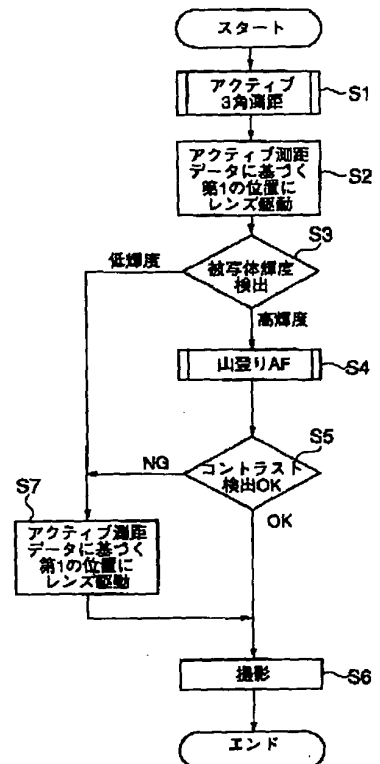 スタート
アクティブ
3角測距
S1
アクティブ測距
データに基づく
第1の位置に
レンズ駆動
S2
S3
低輝度
被写体輝度
検出
高輝度
山登りAF
S4
S5
NG
コントラスト
検出OK
OK
S7
アクティブ測距
データに基づく
第1の位置に
レンズ駆動
撮影
S6
エンド